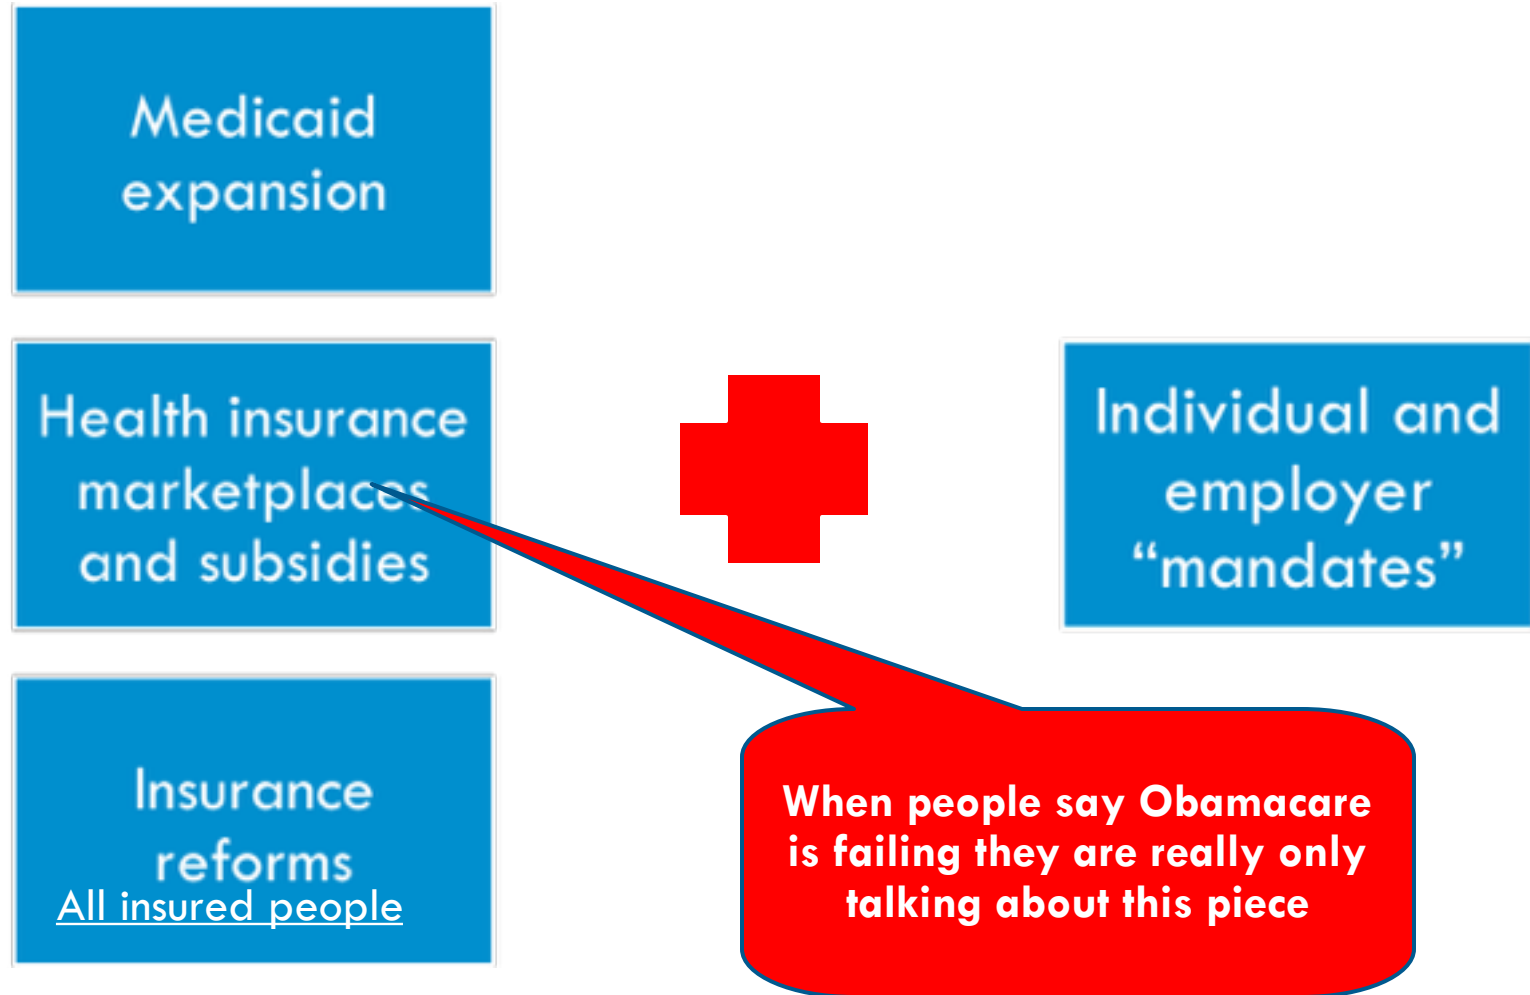 Medicaid
expansion
Health insurance
marketplaces
and subsidies
Individual and
employer
“mandates”
Insurance
reforms
All insured people
When people say Obamacare
is failing they are really only
talking about this piece